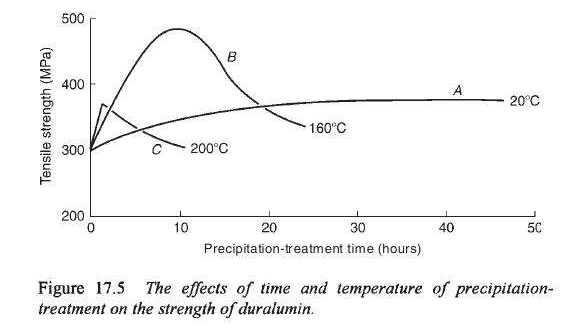 500
400
300
200
Tensile strength (MPa)
B
A
20°C
160°C
C
200°C
0
10
20
30
40
50
Precipitation-treatment time (hours)
Figure 17.5 The effects of time and temperature of precipitation-
treatment on the strength of duralumin.